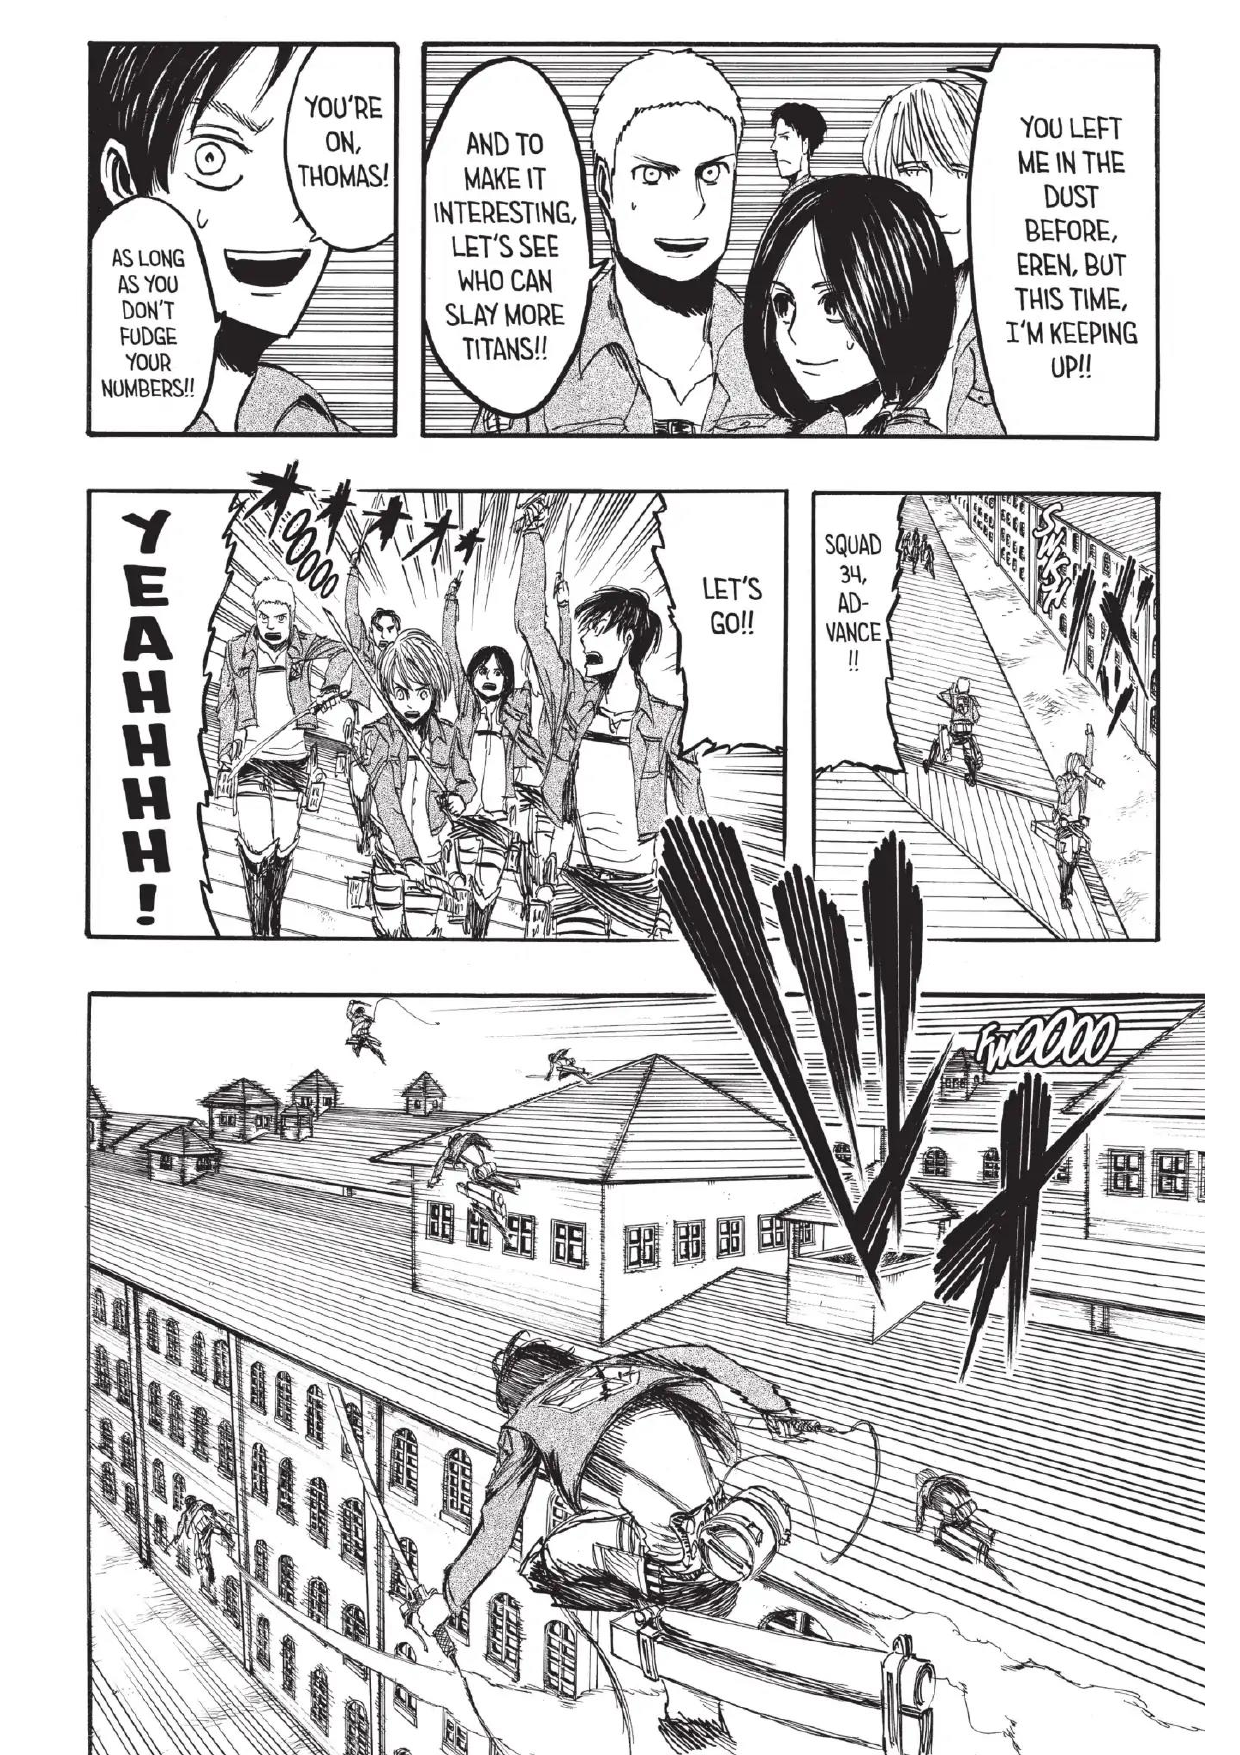 YOU LEFT
ME IN THE
DUST
BEFORE,
EREN, BUT
THIS TIME,
I'M KEEPING
UP!!
AND TO
MAKE IT
INTERESTING,
LET'S SEE
WHO CAN
SLAY MORE
TITANS!!
YOU'RE
ON,
THOMAS!
AS LONG
AS YOU
DON'T
FUDGE
YOUR
NUMBERS!!
SWSH
SQUAD
34,
AD-
VANCE
!!
LET'S
GO!!
OOOOOO
YEAHHHHH!
FWOOOO